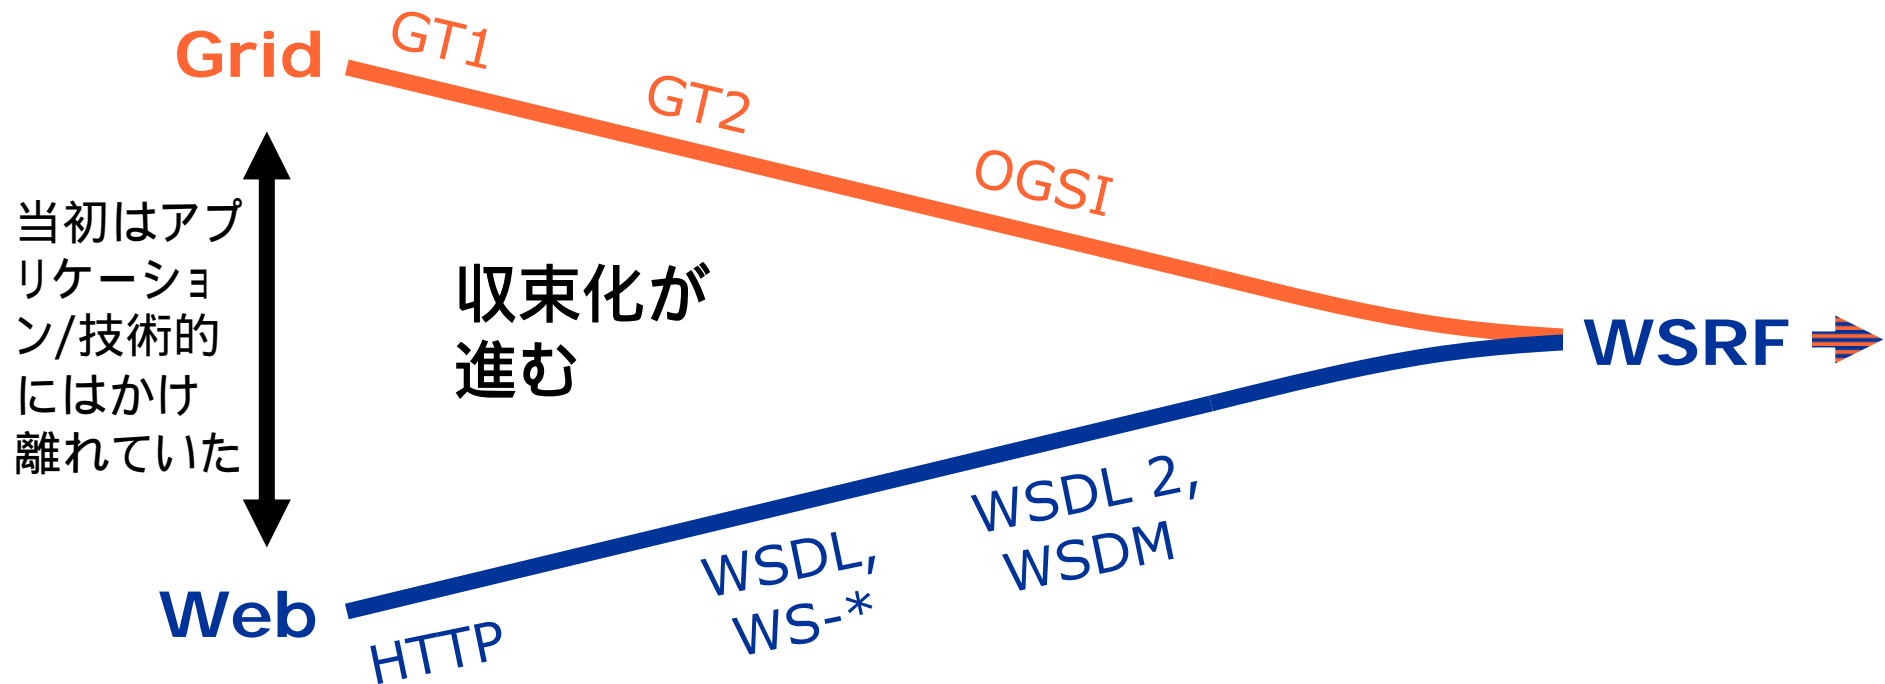 Grid
GT1
GT2
OGSI
当初はアプ
リケーショ
ン/技術的
にはかけ
離れていた
収束化が
進む
WSRF
Web
HTTP
WSDL,
WS-*
WSDL 2,
WSDM